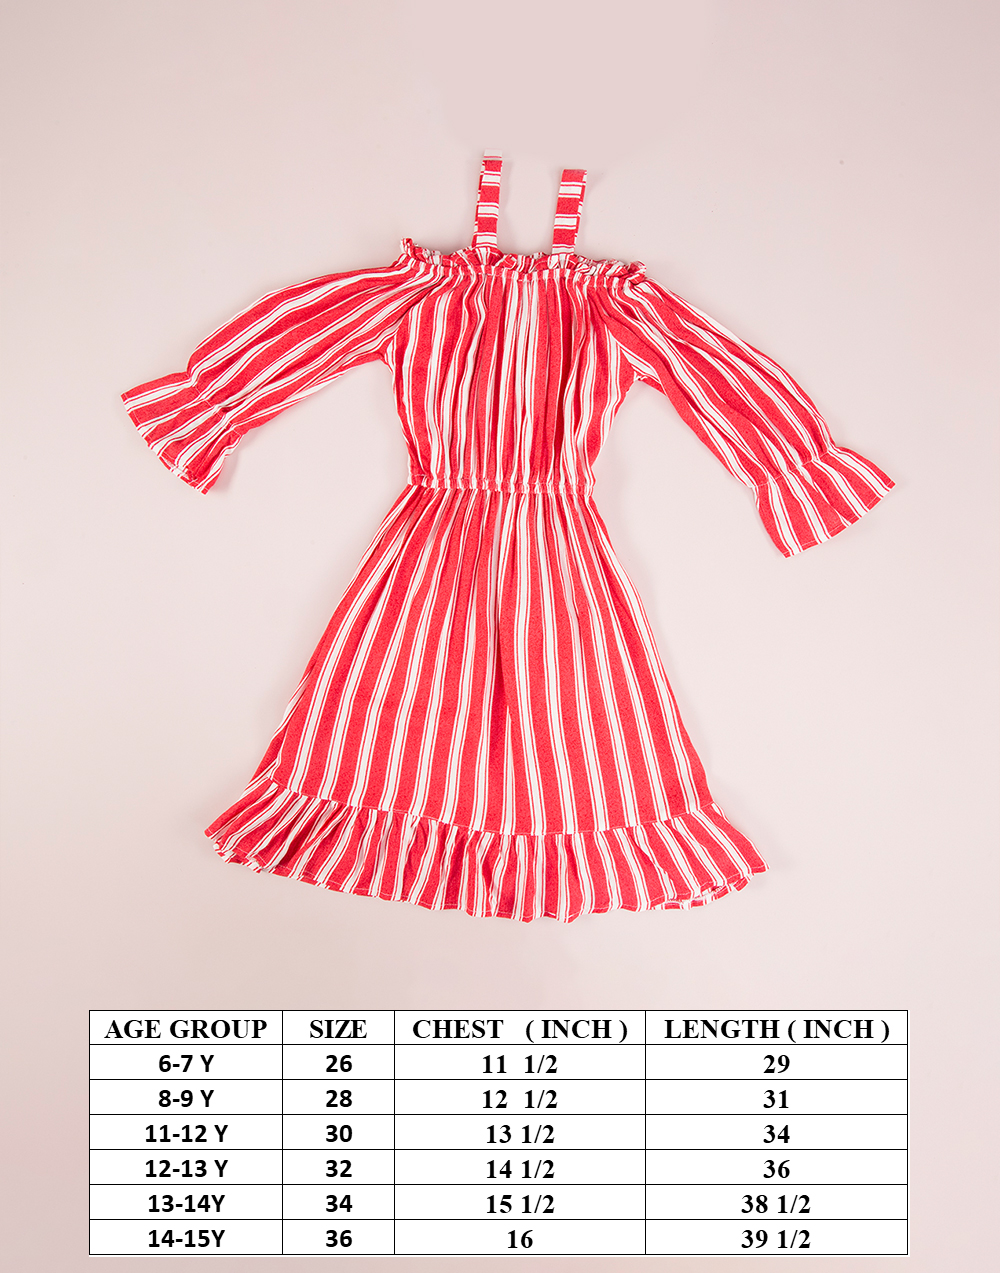 AGE GROUP SIZE CHEST ( INCH ) LENGTH ( INCH )
6-7 Y 26 11 1/2 29
8-9 Y 28 12 1/2 31
11-12 Y 30 13 1/2 34
12-13 Y 32 14 1/2 36
13-14Y 34 15 1/2 38 1/2
14-15Y 36 16 39 1/2